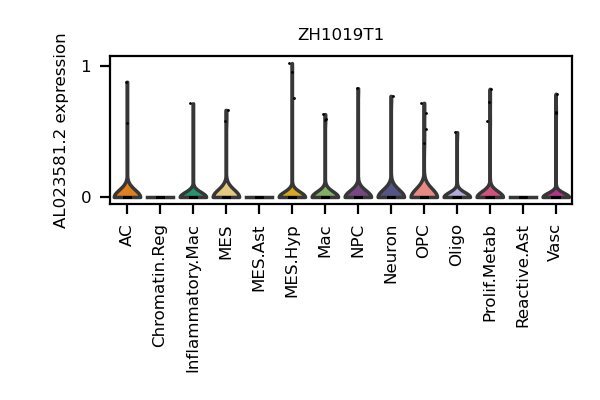 ZH1019T1
AL023581.2 expression
1
0
AC
Chromatin.Reg
Inflammatory.Mac
MES
MES.Ast
MES.Hyp
Mac
NPC
Neuron
OPC
Oligo
Prolif.Metab
Reactive.Ast
Vasc